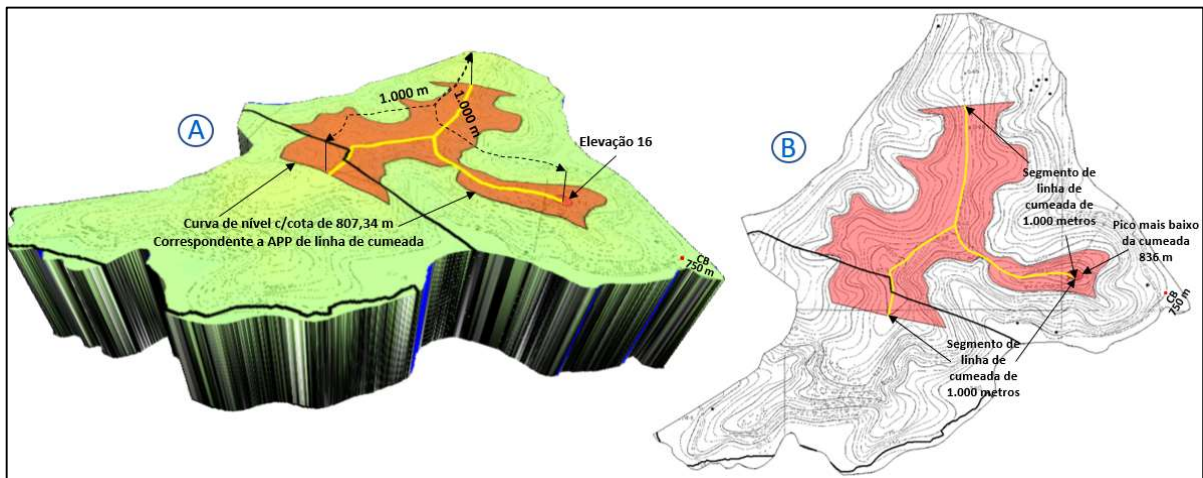 A
1.000 m
1.000 m
Elevação 16
Curva de nível c/cota de 807,34 m
Correspondente a APP de linha de cumeada
CB
750 m
B
Segmento de
linha de
cumeada de
1.000 metros
Pico mais baixo
da cumeada
836 m
CB
750 m
Segmento de
linha de
cumeada de
1.000 metros